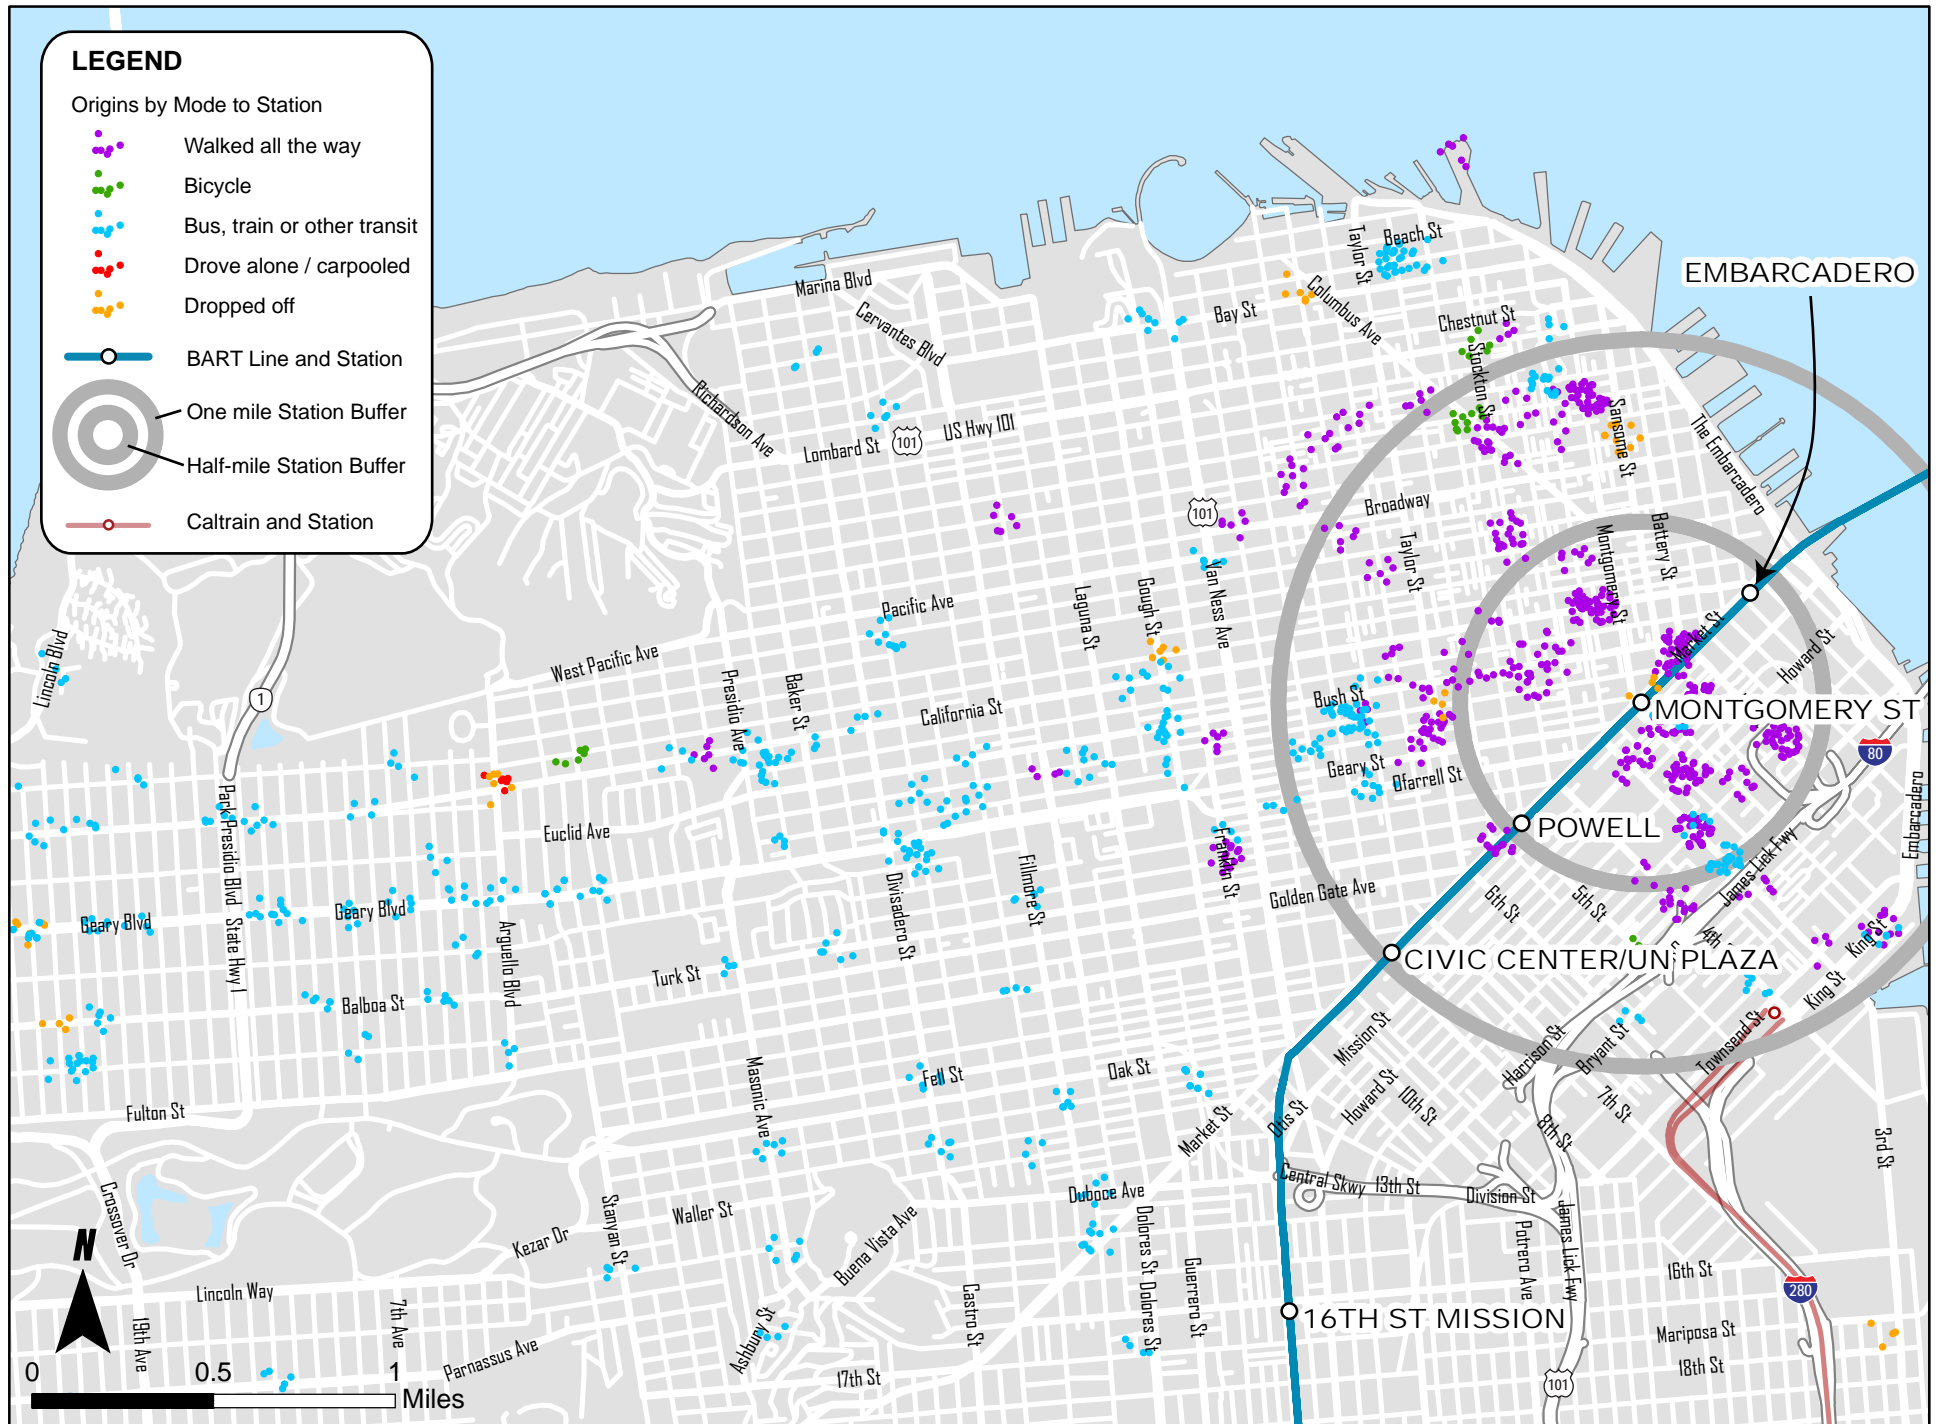 LEGEND
Origins by Mode to Station
Walked all the way
Bicycle
Bus, train or other transit
Drove alone / carpooled
Dropped off
BART Line and Station
One mile Station Buffer
Half-mile Station Buffer
Caltrain and Station
Beach St
Taylor St
EMBARCADERO
Marina Blvd
Bay St
Columbus Ave
Cervantes Blvd
Chestnut St
Stockton St
Richardson Ave
Sansome St
The Embarcadero
US Hwy 101
101
Lombard St
101
Broadway
Battery St
Montgomery St
Taylor St
Van Ness Ave
Gough St
Laguna St
Pacific Ave
Market St
Howard St
Lincoln Blvd
West Pacific Ave
Presidio Ave
Baker St
1
California St
Bush St
MONTGOMERY ST
80
Geary St
Ofarrell St
Embarcadero
Park Presidio Blvd
State Hwy 1
Euclid Ave
POWELL
James Lick Fwy
Franklin St
Fillmore St
Golden Gate Ave
6th St
5th St
Divisadero St
Geary Blvd
Geary Blvd
Arguello Blvd
4th
King St
CIVIC CENTER/UN PLAZA
Turk St
Balboa St
King St
Mission St
Harrison St
Bryant St
Townsend St
Fell St
Oak St
Masonic Ave
Howard St
10th St
7th St
Fulton St
Market St
Otis St
8th St
3rd St
Central Skwy
13th St
Division St
Duboce Ave
Crossover Dr
Waller St
Stanyan St
Kezar Dr
Buena Vista Ave
Dolores St
Dolores St
Guerrero St
Potrero Ave
James Lick Fwy
16th St
280
N
Lincoln Way
19th Ave
7th Ave
Castro St
16TH ST MISSION
Mariposa St
Ashbury St
Parnassus Ave
17th St
18th St
101
0 0.5 1
Miles